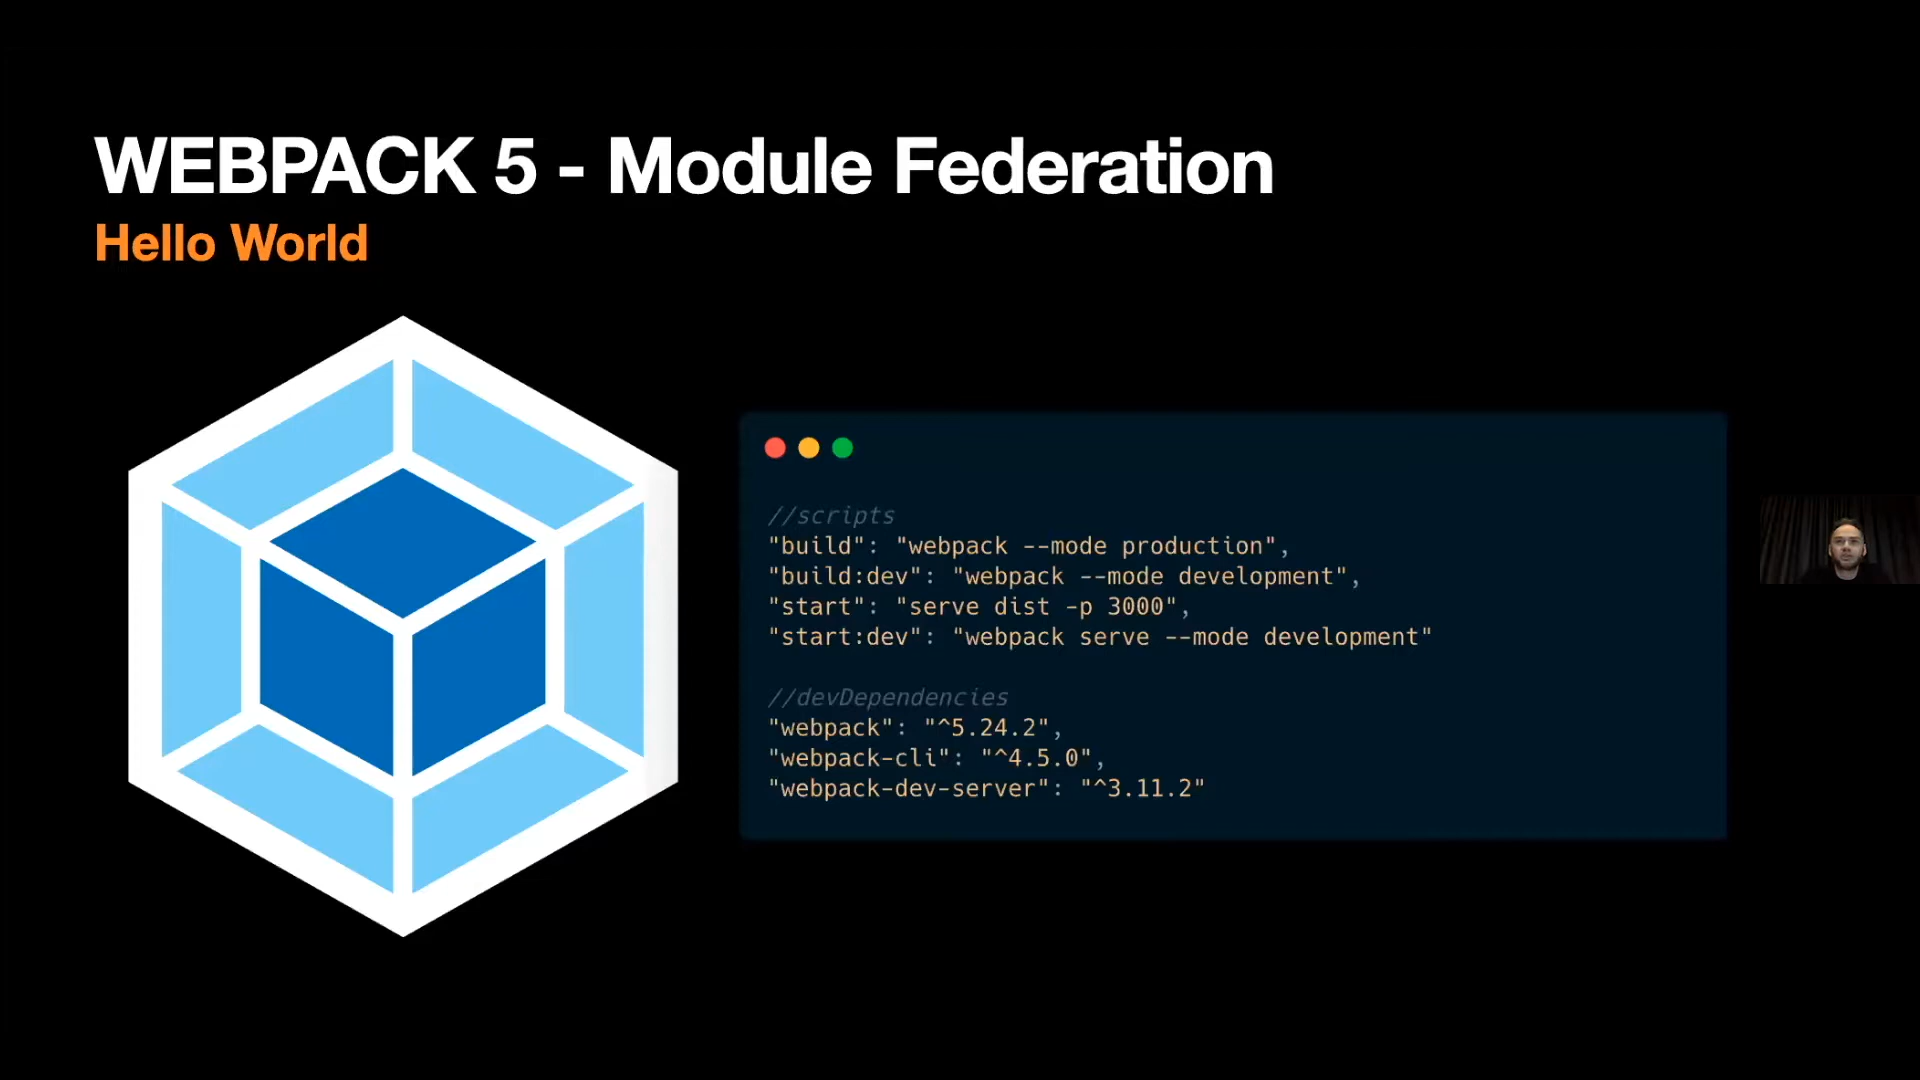 WEBPACK 5 - Module Federation
Hello World
//scripts
"build": "webpack --mode production",
"build:dev": "webpack --mode development",
"start": "serve dist -p 3000",
"start:dev": "webpack serve --mode development"
//devDependencies
"webpack": "^5.24.2",
"webpack-cli": "^4.5.0",
"webpack-dev-server": "^3.11.2"